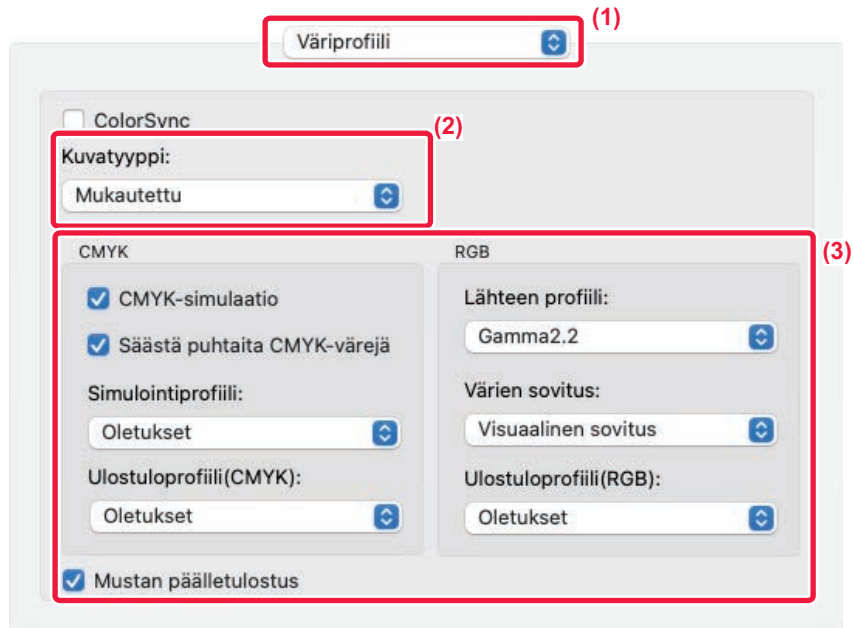 (1)
Väriprofiili
ColorSync
(2)
Kuvatyyppi:
Mukautettu
(3)
CMYK
CMYK-simulaatio
Säästä puhtaita CMYK-värejä
Simulointiprofiili:
Oletukset
Ulostuloprofiili(CMYK):
Oletukset
RGB
Lähteen profiili:
Gamma2.2
Värien sovitus:
Visuaalinen sovitus
Ulostuloprofiili(RGB):
Oletukset
Mustan päälletulostus